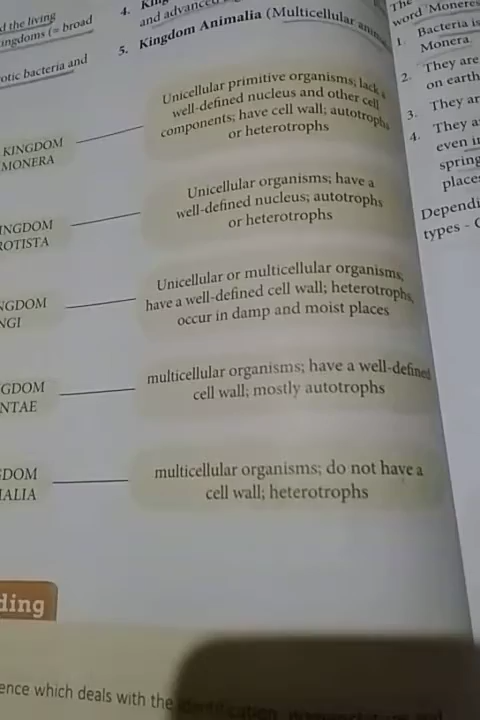 d the living
ingdoms (= broad
otic bacteria and
4.
and advanced
5. Kingdom Animalia (Multicellular
KINGDOM
MONERA
Unicellular primitive organisms; lack
well-defined nucleus and other cell
components; have cell wall; autotrophs
or heterotrophs
INGDOM
ROTISTA
Unicellular organisms; have a
well-defined nucleus; autotrophs
or heterotrophs
NGDOM
NGI
Unicellular or multicellular organisms,
have a well-defined cell wall; heterotrophs,
occur in damp and moist places
GDOM
NTAE
multicellular organisms; have a well-defined
cell wall; mostly autotrophs
GDOM
ALIA
multicellular organisms; do not have a
cell wall; heterotrophs
ding
ence which deals with the
The
word 'Moneres
1. Bacteria is
Monera.
2. They are
on earth
3. They ar
4. They a
even in
spring
place
Dependi
types -